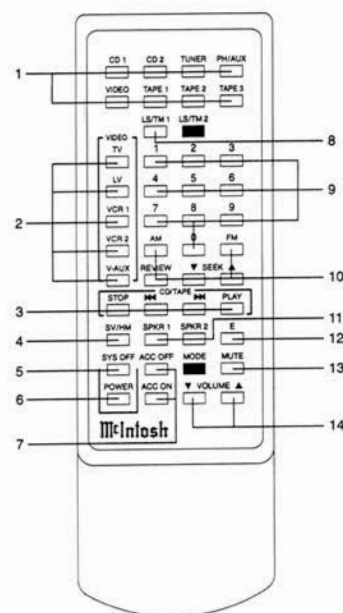 CD 1 CD 2 TUNER PH/AUX
1
VIDEO TAPE 1 TAPE 2 TAPE 3
LS/TM 1 LS/TM 2
8
VIDEO
TV 1 2 3
LV 4 5 6
9
2
VCR 1 7 8 9
VCR 2 AM 0 FM
V-AUX REVIEW ▼ SEEK ▲
10
CD/TAPE
STOP |◀◀ ▶▶| PLAY
3
11
SV/HM SPKR 1 SPKR 2 E
4 12
SYS OFF ACC OFF MODE MUTE
5 13
POWER ACC ON ▼ VOLUME ▲
6
7
McIntosh
14